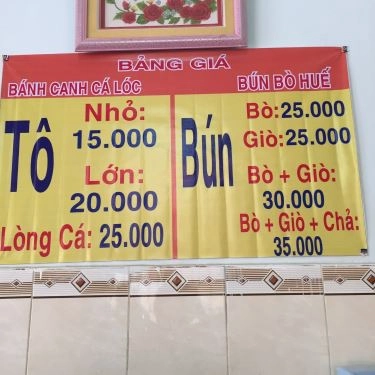 BẢNG GIÁ
BÁNH CANH CÁ LÓC
Tô
Nhỏ:
15.000
Lớn:
20.000
Lòng Cá: 25.000
BÚN BÒ HUẾ
Bún
Bò: 25.000
Giò: 25.000
Bò + Giò:
30.000
Bò + Giò + Chả:
35.000